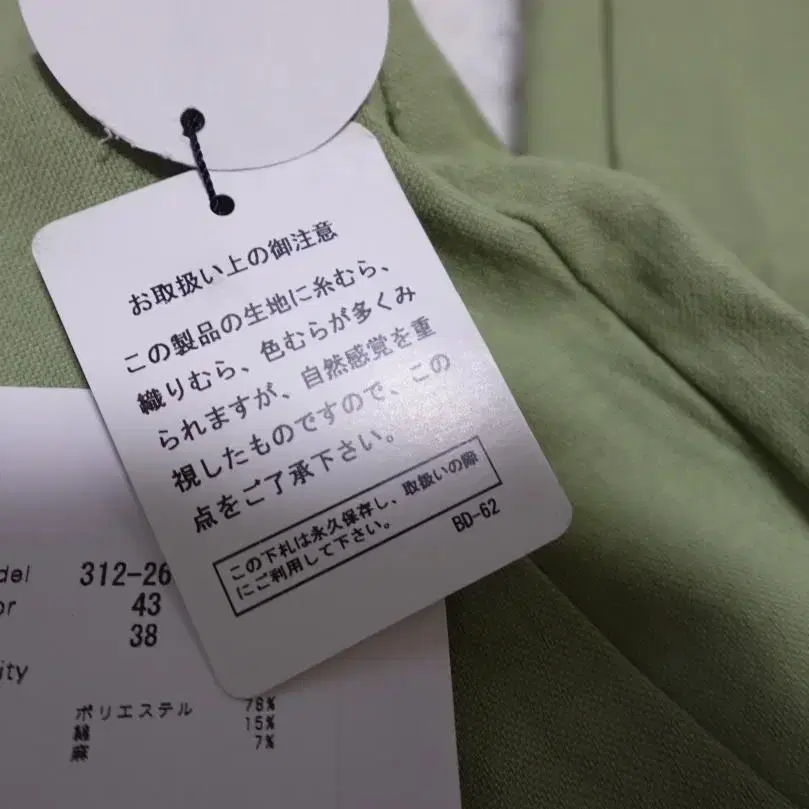 お取扱い上の御注意
この製品の生地に糸むら、
織りむら、色むらが多くみ
られますが、自然感覚を重
視したものですので、この
点をご了承下さい。
この下札は永久保存し、取扱いの際
にご利用して下さい。
BD-62
del 312-26
or 43
38
ity
ポリエステル 78%
綿 15%
麻 7%